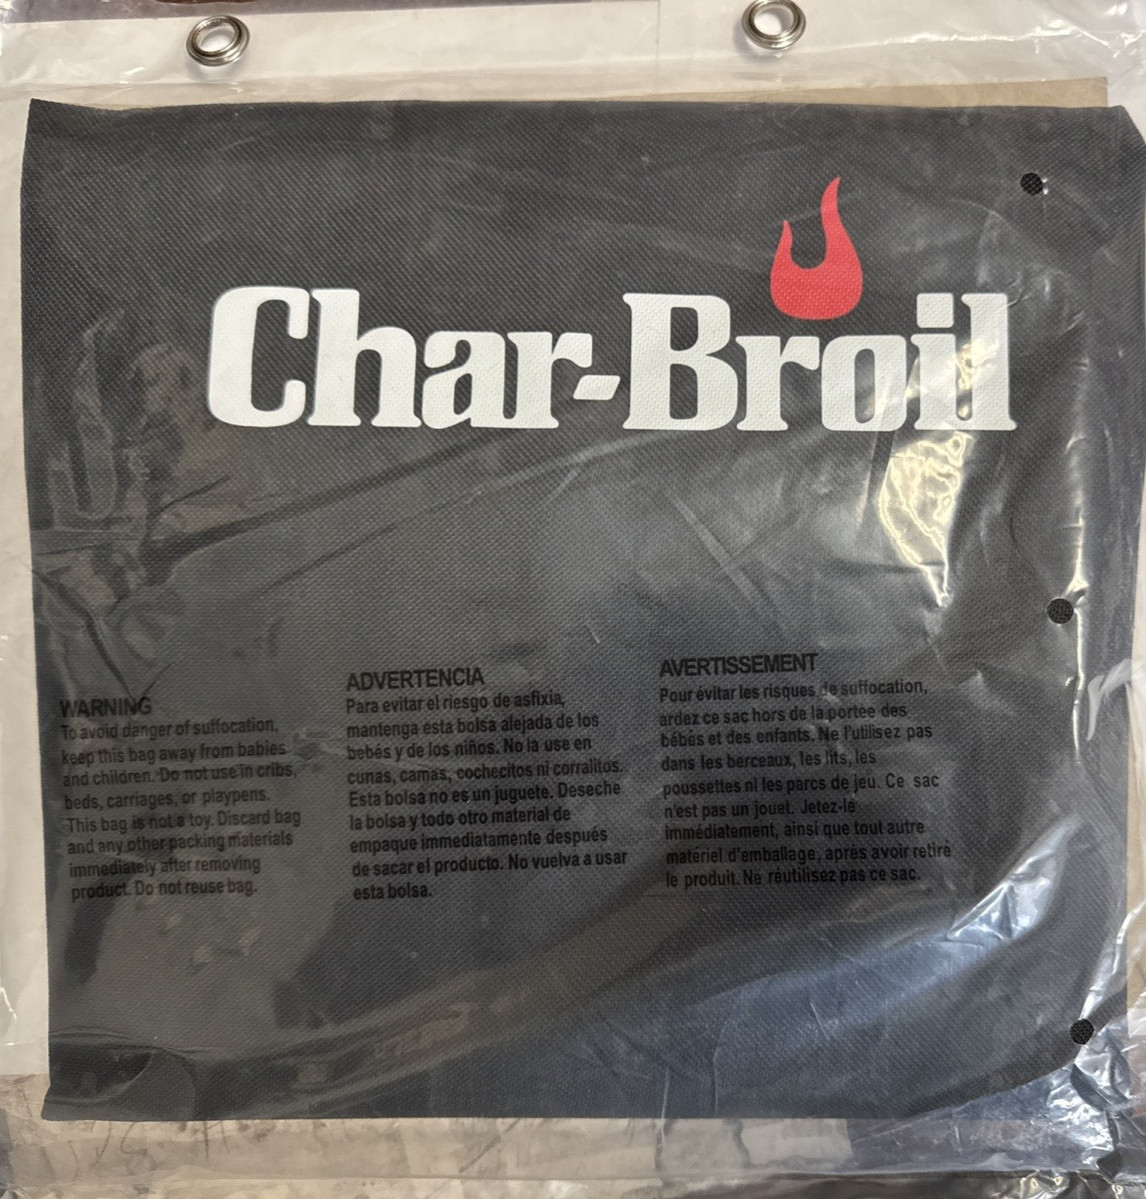 Char-Broil
WARNING
To avoid danger of suffocation,
keep this bag away from babies
and children. Do not use in cribs,
beds, carriages, or playpens.
This bag is not a toy. Discard bag
and any other packing materials
immediately after removing
product. Do not reuse bag.
ADVERTENCIA
Para evitar el riesgo de asfixia,
mantenga esta bolsa alejada de los
bebés y de los niños. No la use en
cunas, camas, cochecitos ni corralitos.
Esta bolsa no es un juguete. Deseche
la bolsa y todo otro material de
empaque immediatamente después
de sacar el producto. No vuelva a usar
esta bolsa.
AVERTISSEMENT
Pour éviter les risques de suffocation,
ardez ce sac hors de la portée des
bébés et des enfants. Ne l'utilisez pas
dans les berceaux, les lits, les
poussettes ni les parcs de jeu. Ce sac
n'est pas un jouet. Jetez-le
immédiatement, ainsi que tout autre
matériel d'emballage, après avoir retire
le produit. Ne réutilisez pas ce sac.